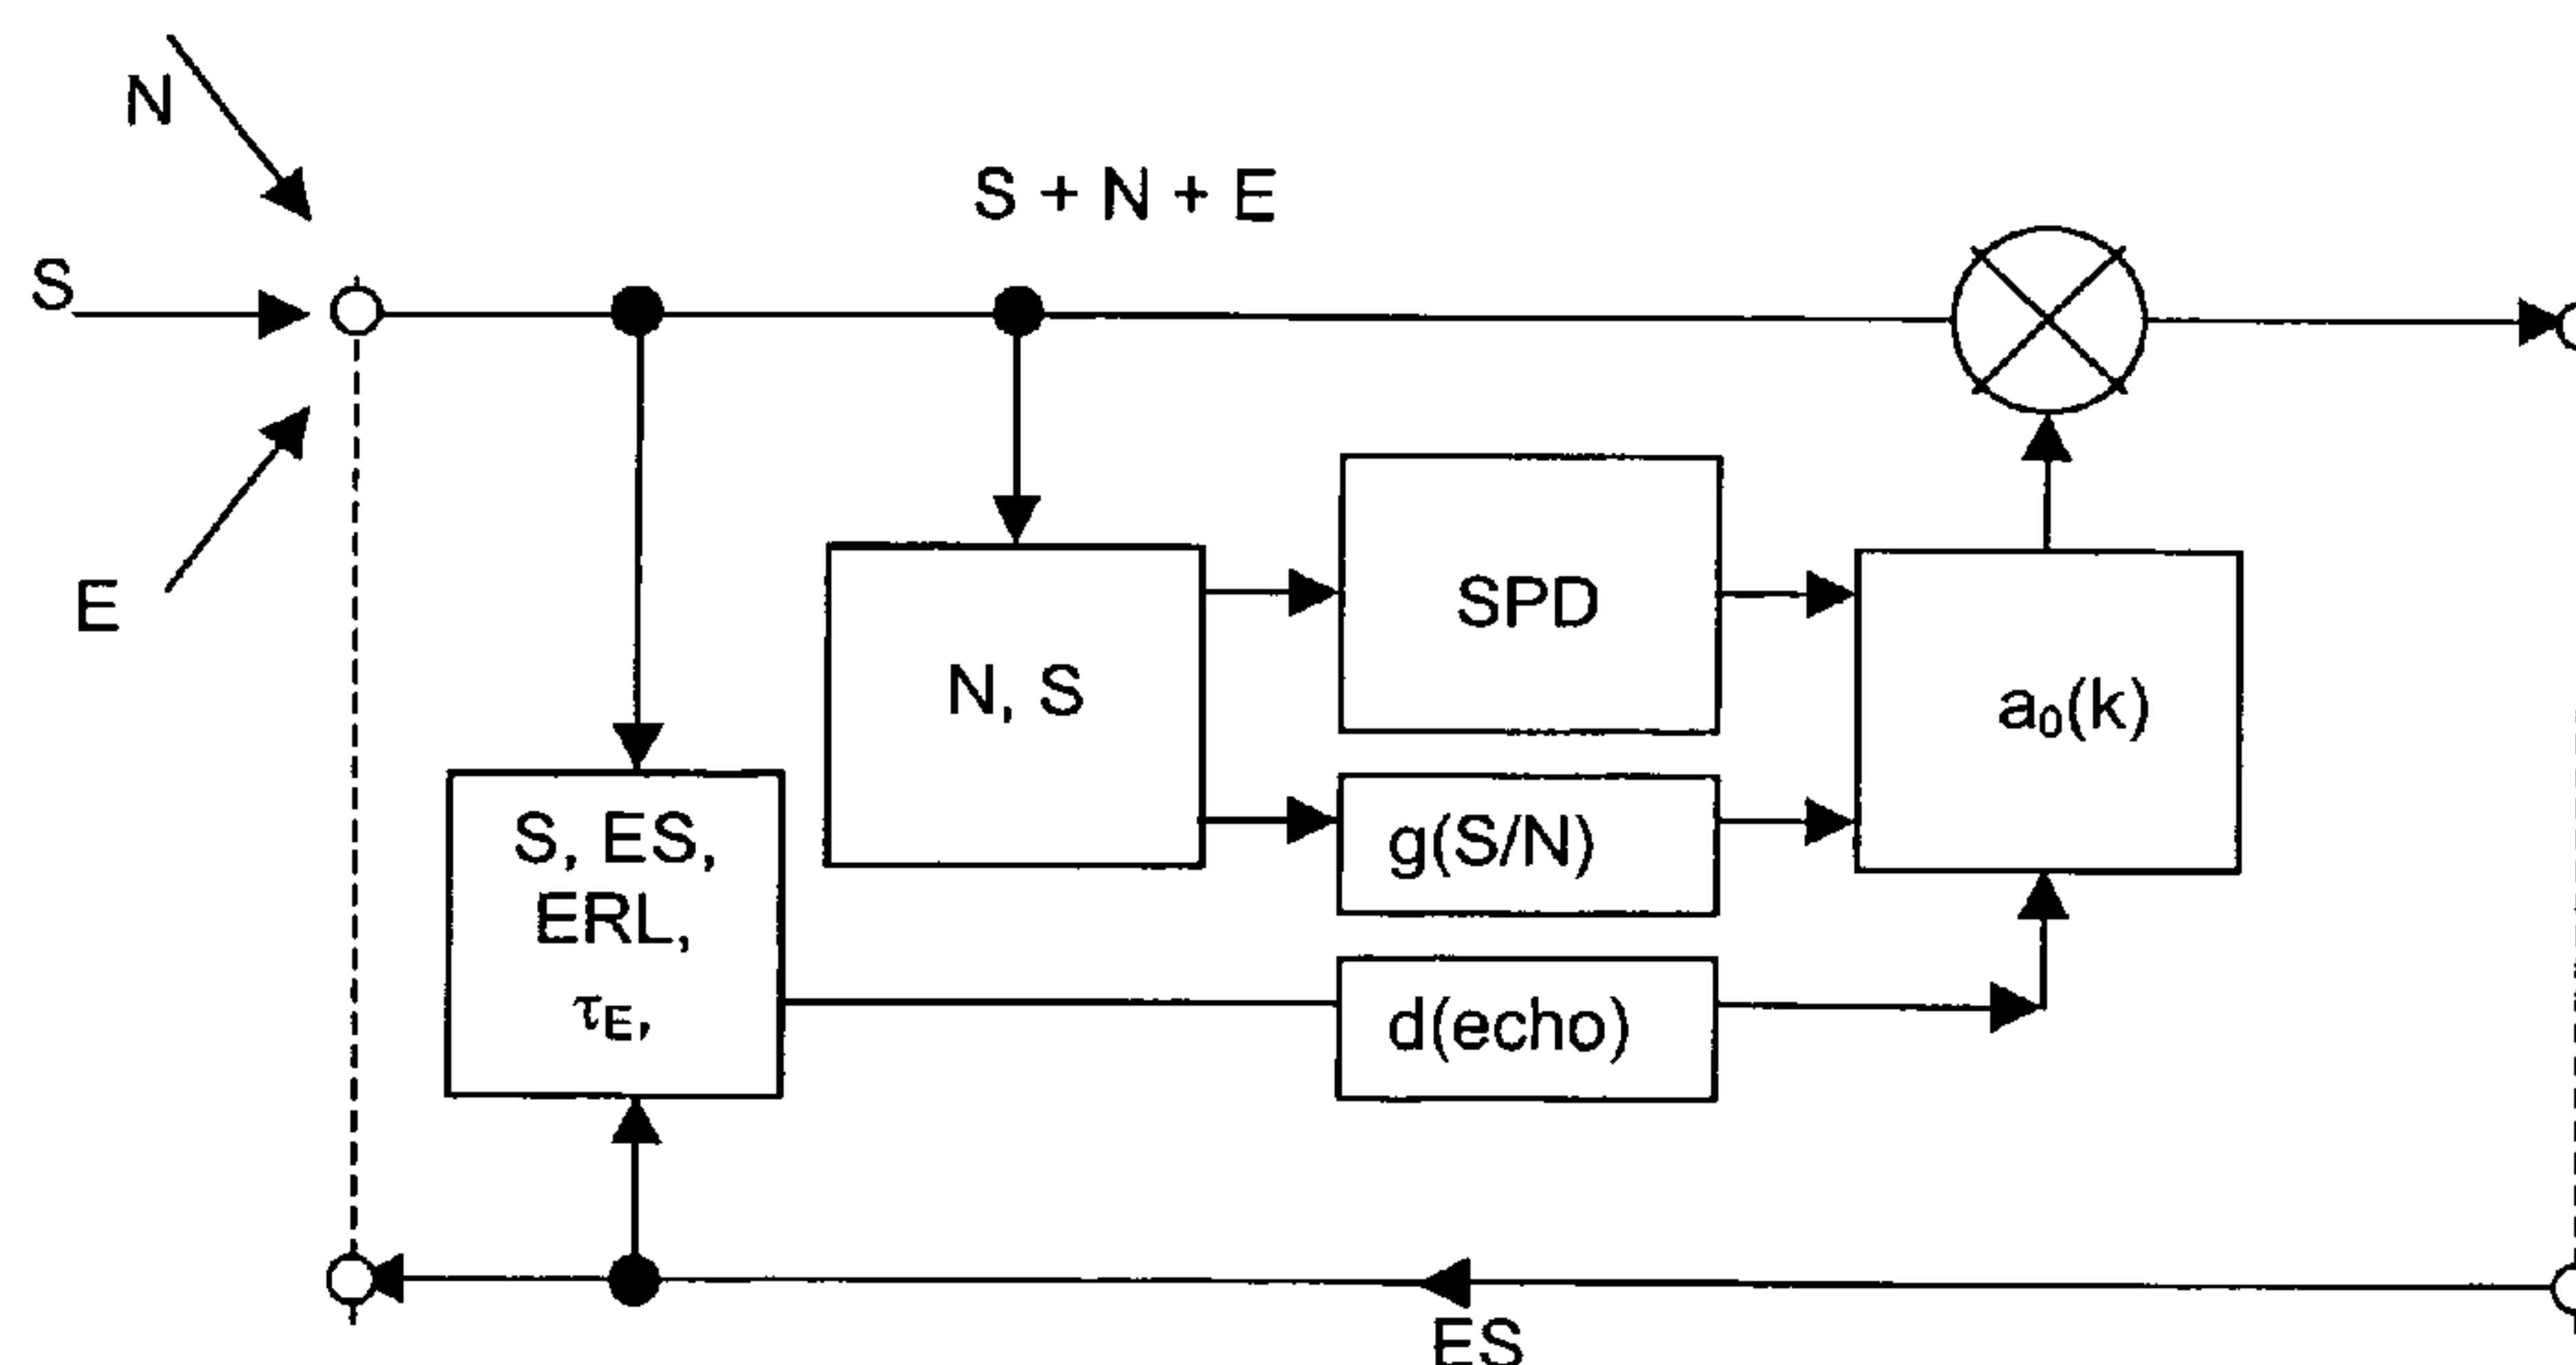 N
S + N + E
S
E
SPD
N, S
a₀(k)
S, ES,
ERL,
τE,
g(S/N)
d(echo)
ES